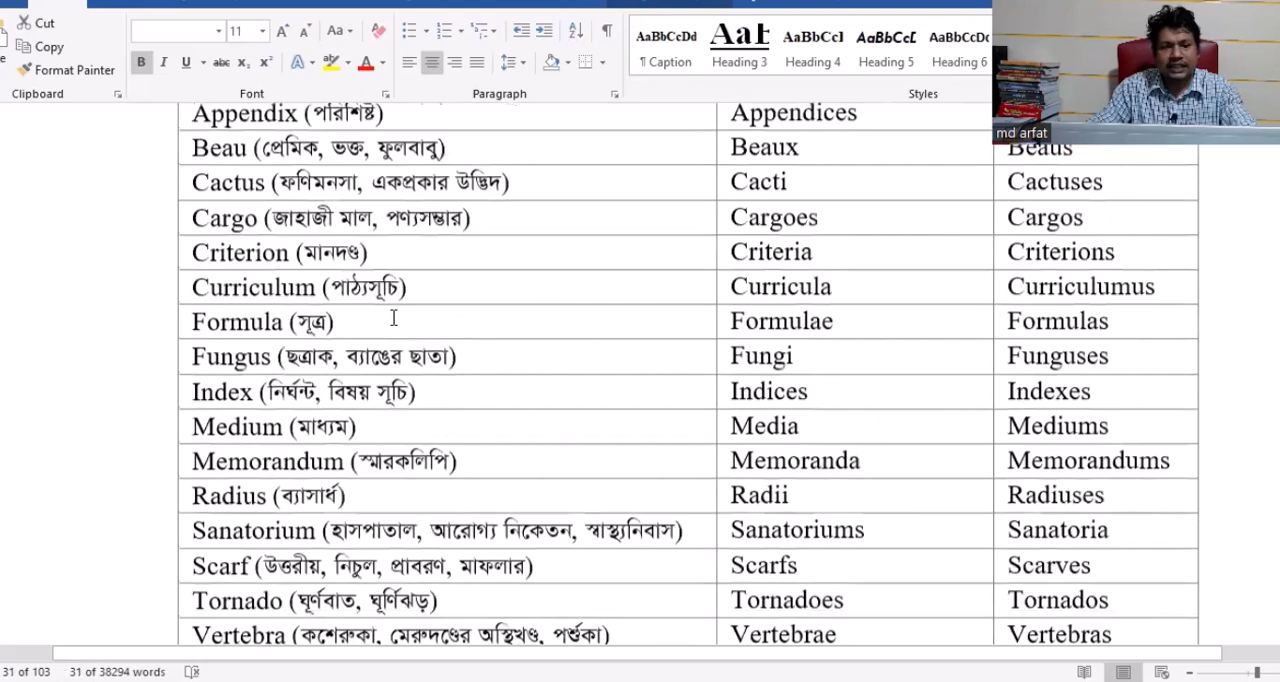 Cut
Copy
Format Painter
Clipboard
11
Font
Paragraph
AaBbCcDd
¶ Caption
AaE
Heading 3
AaBbCcI
Heading 4
AaBbCcD
Heading 5
AaBbCcDc
Heading 6
Styles
md arfat
Appendix (পরিশিষ্ট) Appendices
Beau (প্রেমিক, ভক্ত, ফুলবাবু) Beaux Beaus
Cactus (ফণিমনসা, একপ্রকার উদ্ভিদ) Cacti Cactuses
Cargo (জাহাজী মাল, পণ্যসম্ভার) Cargoes Cargos
Criterion (মানদণ্ড) Criteria Criterions
Curriculum (পাঠ্যসূচি) Curricula Curriculumus
Formula (সূত্র) Formulae Formulas
Fungus (ছত্রাক, ব্যাঙের ছাতা) Fungi Funguses
Index (নির্ঘন্ট, বিষয় সূচি) Indices Indexes
Medium (মাধ্যম) Media Mediums
Memorandum (স্মারকলিপি) Memoranda Memorandums
Radius (ব্যাসার্ধ) Radii Radiuses
Sanatorium (হাসপাতাল, আরোগ্য নিকেতন, স্বাস্থ্যনিবাস) Sanatoriums Sanatoria
Scarf (উত্তরীয়, নিচুল, প্রাবরণ, মাফলার) Scarfs Scarves
Tornado (ঘূর্ণবাত, ঘূর্ণিঝড়) Tornadoes Tornados
Vertebra (কশেরুকা, মেরুদণ্ডের অস্থিখণ্ড, পর্শুকা) Vertebrae Vertebras
31 of 103 31 of 38294 words